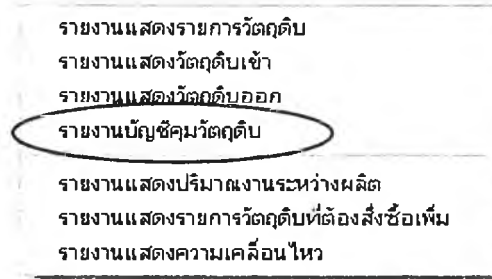 รายงานแสดงรายการวัตถุดิบ
รายงานแสดงวัตถุดิบเข้า
รายงานแสดงวัตถุดิบออก
รายงานบัญชีคุมวัตถุดิบ
รายงานแสดงปริมาณงานระหว่างผลิต
รายงานแสดงรายการวัตถุดิบที่ต้องสั่งซื้อเพิ่ม
รายงานแสดงความเคลื่อนไหว